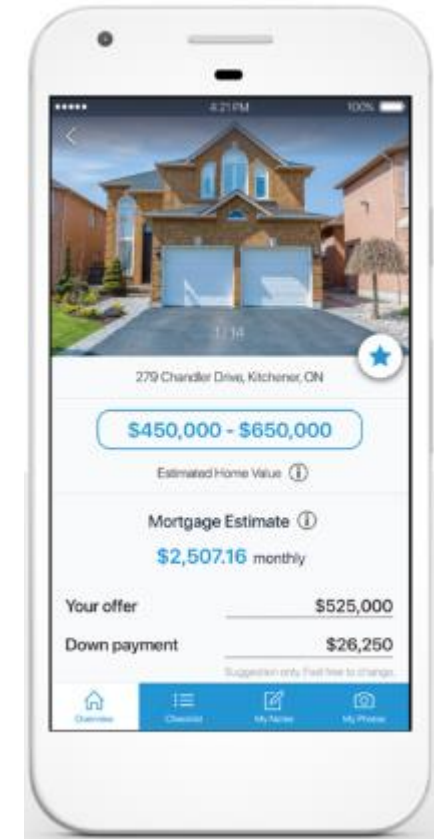 4:21 PM 100%
1/14
279 Chandler Drive, Kitchener, ON
$450,000 - $650,000
Estimated Home Value
Mortgage Estimate
$2,507.16 monthly
Your offer $525,000
Down payment $26,250
Suggestion only. Feel free to change.
Overview Checklist My Notes My Photos